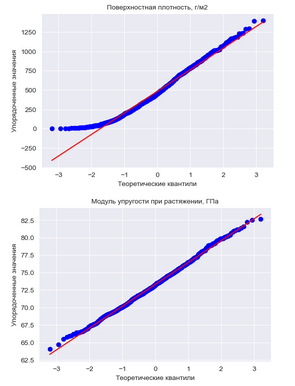 Поверхностная плотность, г/м2
Упорядоченные значения
1250
1000
750
500
250
0
−250
−500
−3 −2 −1 0 1 2 3
Теоретические квантили
Модуль упругости при растяжении, ГПа
Упорядоченные значения
82.5
80.0
77.5
75.0
72.5
70.0
67.5
65.0
62.5
−3 −2 −1 0 1 2 3
Теоретические квантили